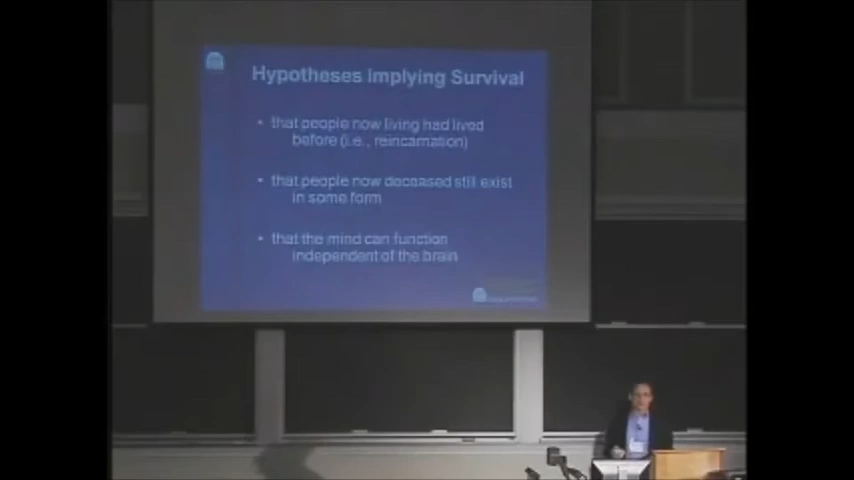 Hypotheses Implying Survival
• that people now living had lived
before (i.e., reincarnation)
• that people now deceased still exist
in some form
• that the mind can function
independent of the brain